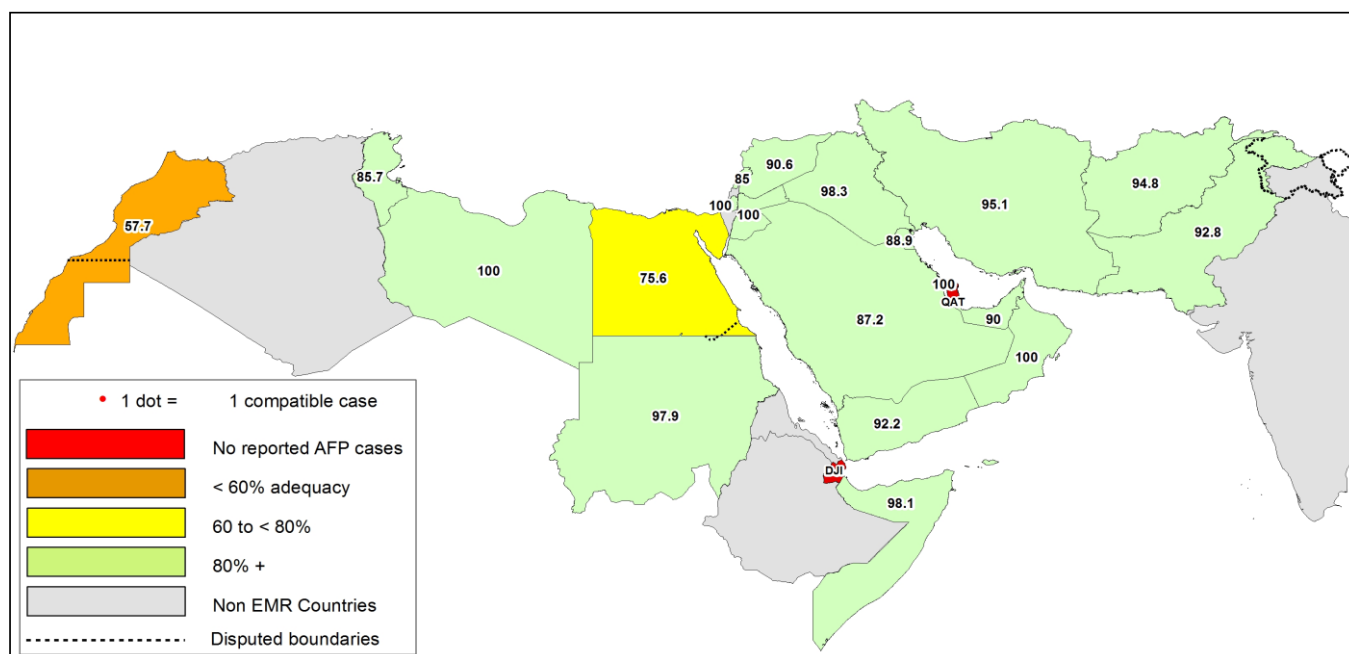 90.6
85
98.3
94.8
85.7
95.1
100
100
92.8
57.7
88.9
100
75.6
100
QAT
87.2
90
100
97.9
92.2
DJI
98.1
1 dot = 1 compatible case
No reported AFP cases
< 60% adequacy
60 to < 80%
80% +
Non EMR Countries
Disputed boundaries